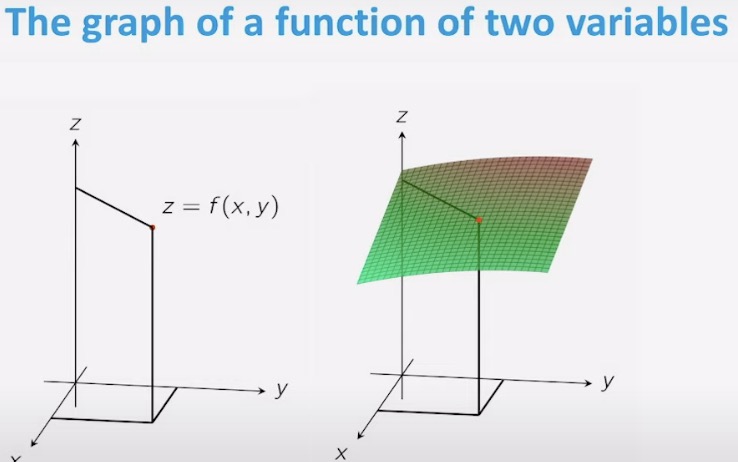 The graph of a function of two variables
z
z = f(x, y)
y
x
z
y
x